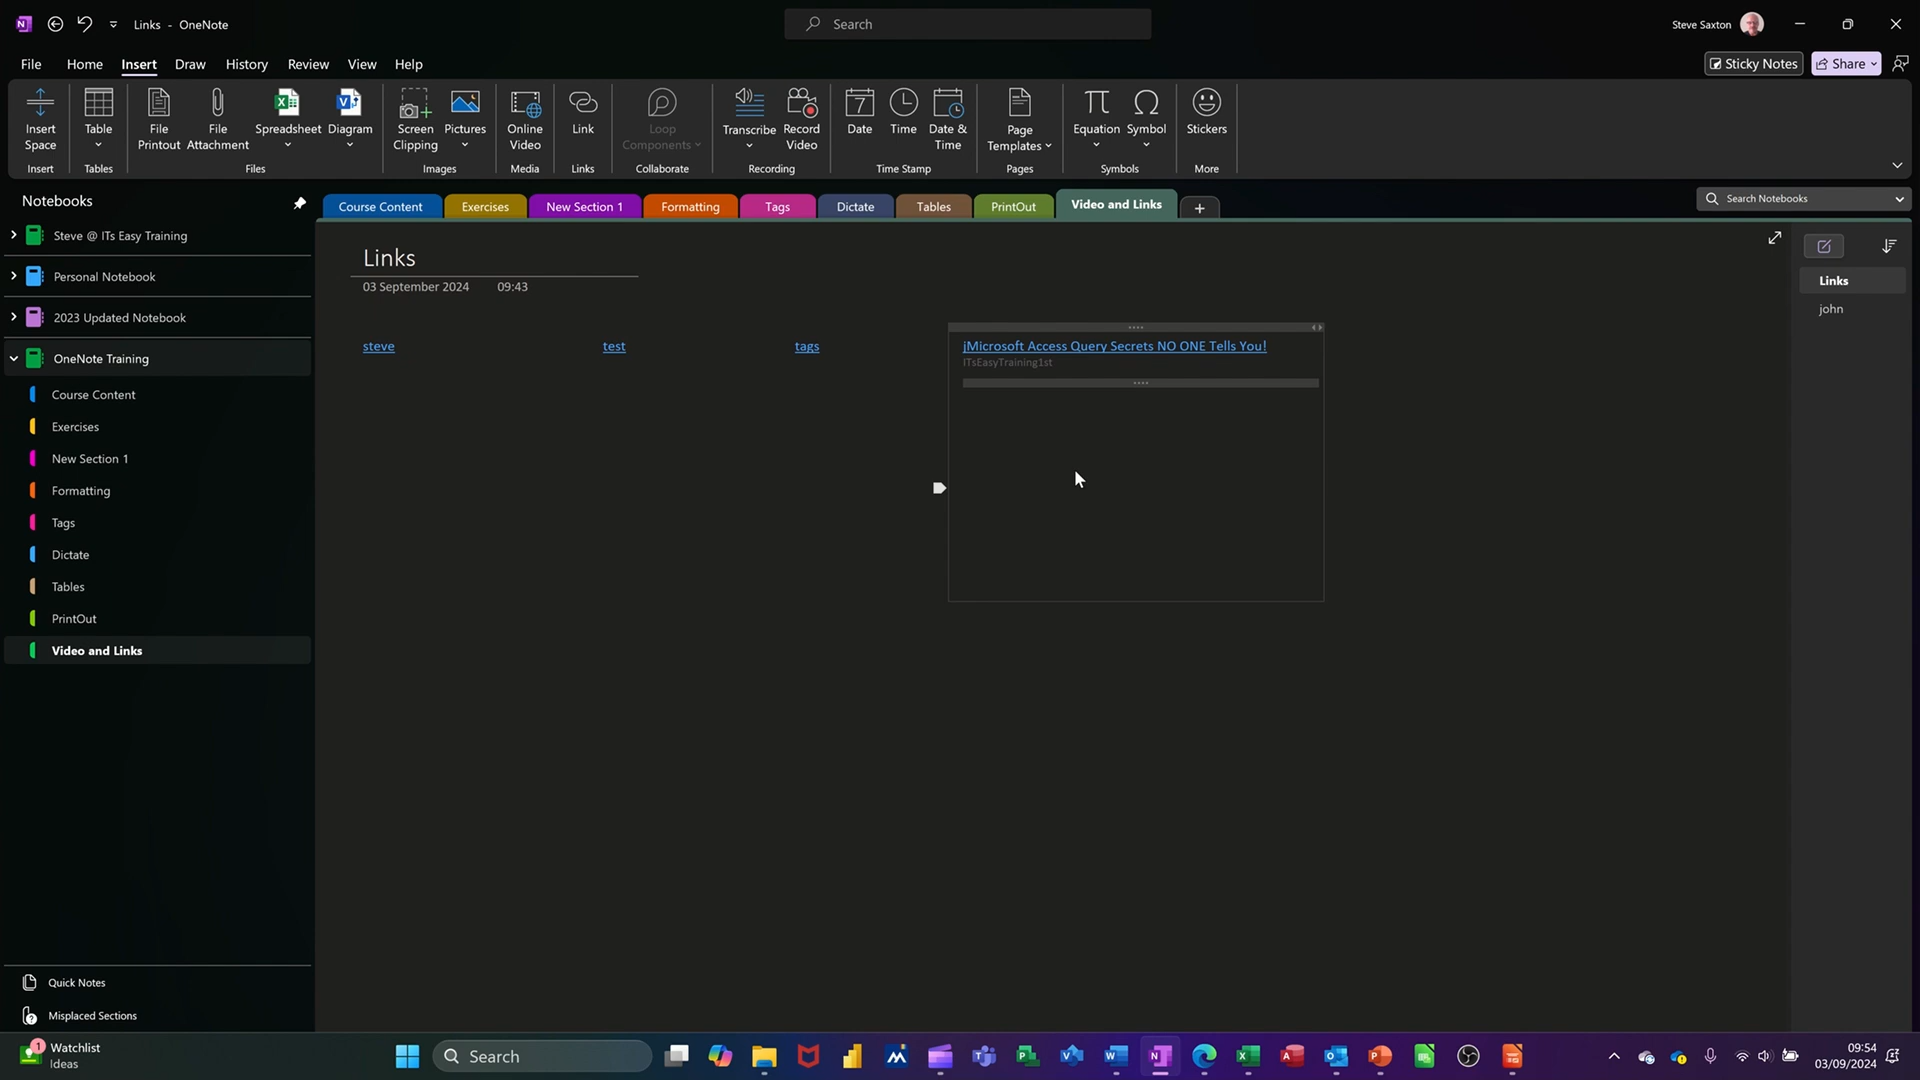 Links - OneNote
Search
Steve Saxton
File Home Insert Draw History Review View Help
Sticky Notes
Share
Insert Space
Table
File Printout
File Attachment
Spreadsheet
Diagram
Screen Clipping
Pictures
Online Video
Link
Loop Components
Transcribe
Record Video
Date
Time
Date & Time
Page Templates
Equation
Symbol
Stickers
Insert
Tables
Files
Images
Media
Links
Collaborate
Recording
Time Stamp
Pages
Symbols
More
Notebooks
Course Content
Exercises
New Section 1
Formatting
Tags
Dictate
Tables
PrintOut
Video and Links
+
Search Notebooks
Steve @ ITs Easy Training
Personal Notebook
2023 Updated Notebook
OneNote Training
Course Content
Exercises
New Section 1
Formatting
Tags
Dictate
Tables
PrintOut
Video and Links
Quick Notes
Misplaced Sections
Links
03 September 2024 09:43
steve
test
tags
¡Microsoft Access Query Secrets NO ONE Tells You!
ITsEasyTraining1st
Links
john
1
Watchlist
Ideas
Search
09:54
03/09/2024